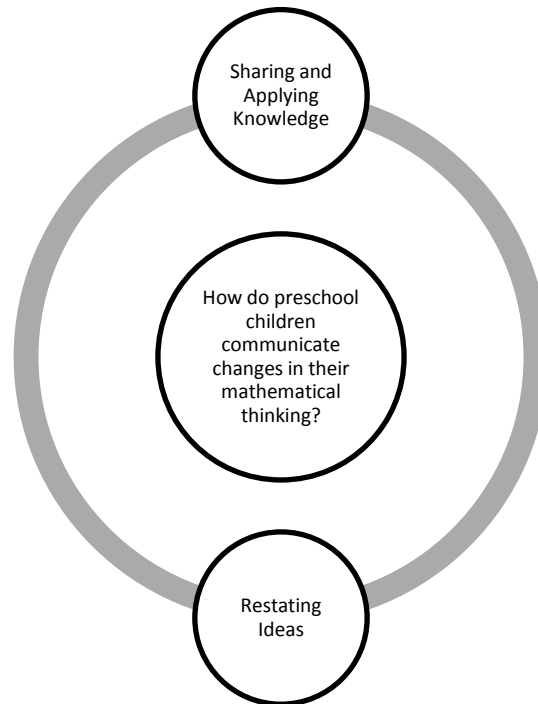 Sharing and
Applying
Knowledge
How do preschool
children
communicate
changes in their
mathematical
thinking?
Restating
Ideas